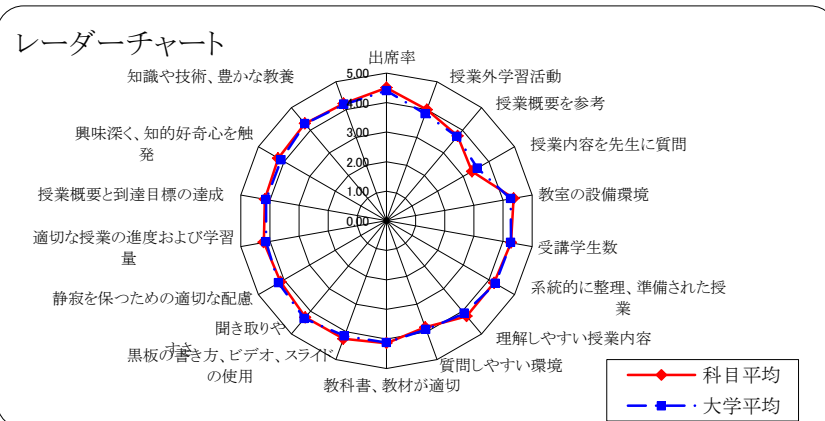 レーダーチャート
出席率
授業外学習活動
授業概要を参考
授業内容を先生に質問
教室の設備環境
受講学生数
系統的に整理、準備された授
業
理解しやすい授業内容
質問しやすい環境
教科書、教材が適切
黒板の書き方、ビデオ、スライド
の使用
聞き取りや
すさ
静寂を保つための適切な配慮
適切な授業の進度および学習
量
授業概要と到達目標の達成
興味深く、知的好奇心を触
発
知識や技術、豊かな教養
5.00
4.00
3.00
2.00
1.00
0.00
科目平均
大学平均